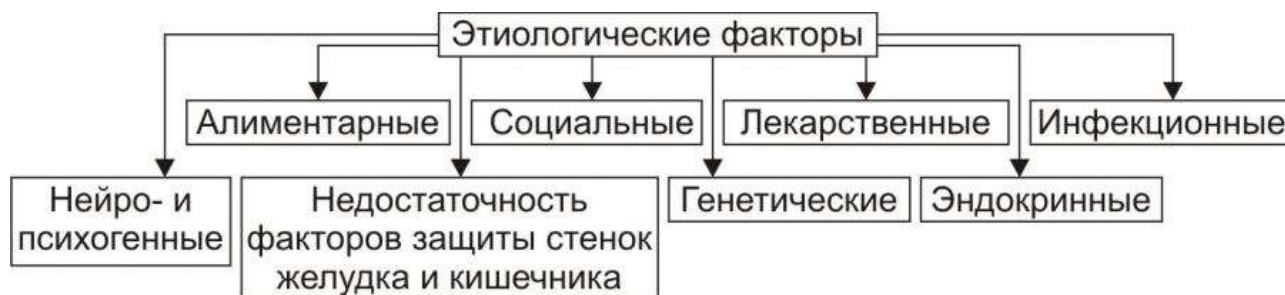 Этиологические факторы
Алиментарные
Социальные
Лекарственные
Инфекционные
Нейро- и
психогенные
Недостаточность
факторов защиты стенок
желудка и кишечника
Генетические
Эндокринные